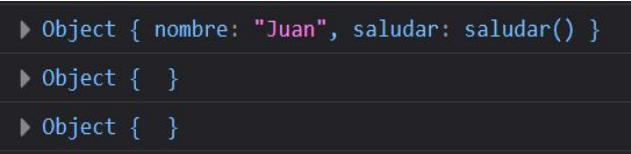 ▶ Object { nombre: "Juan", saludar: saludar() }
▶ Object {  }
▶ Object {  }